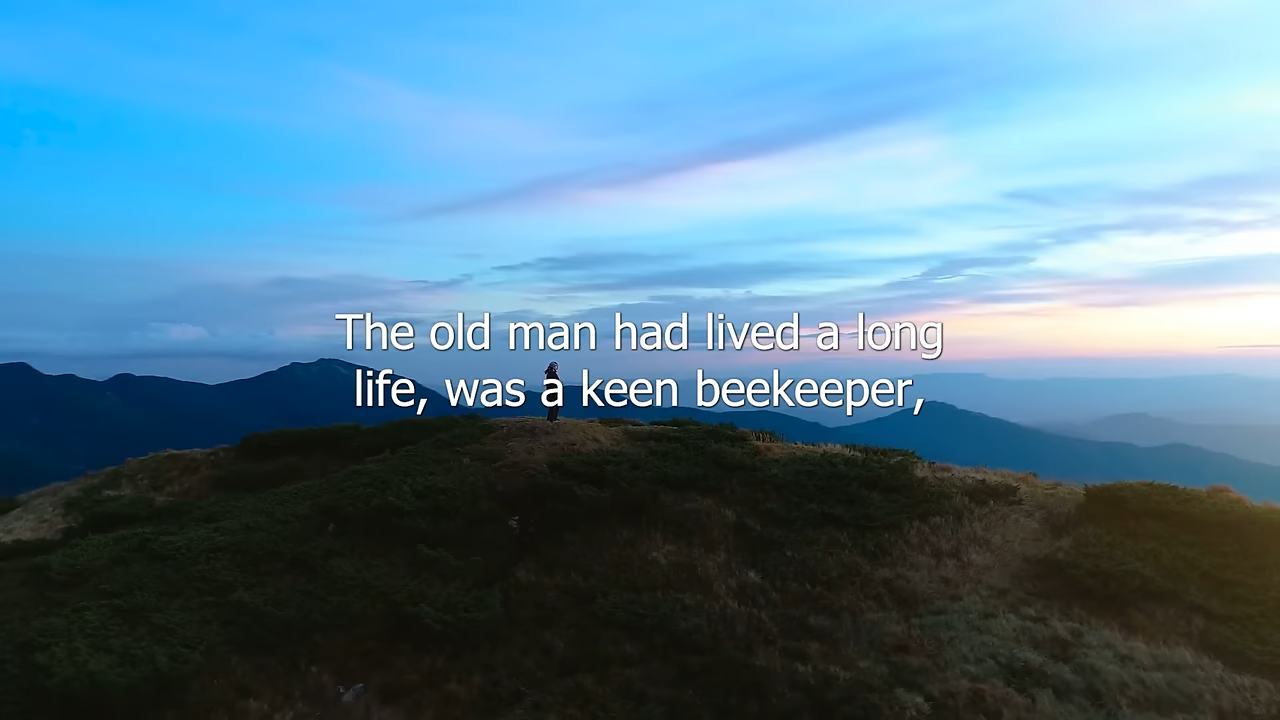 The old man had lived a long
life, was a keen beekeeper,